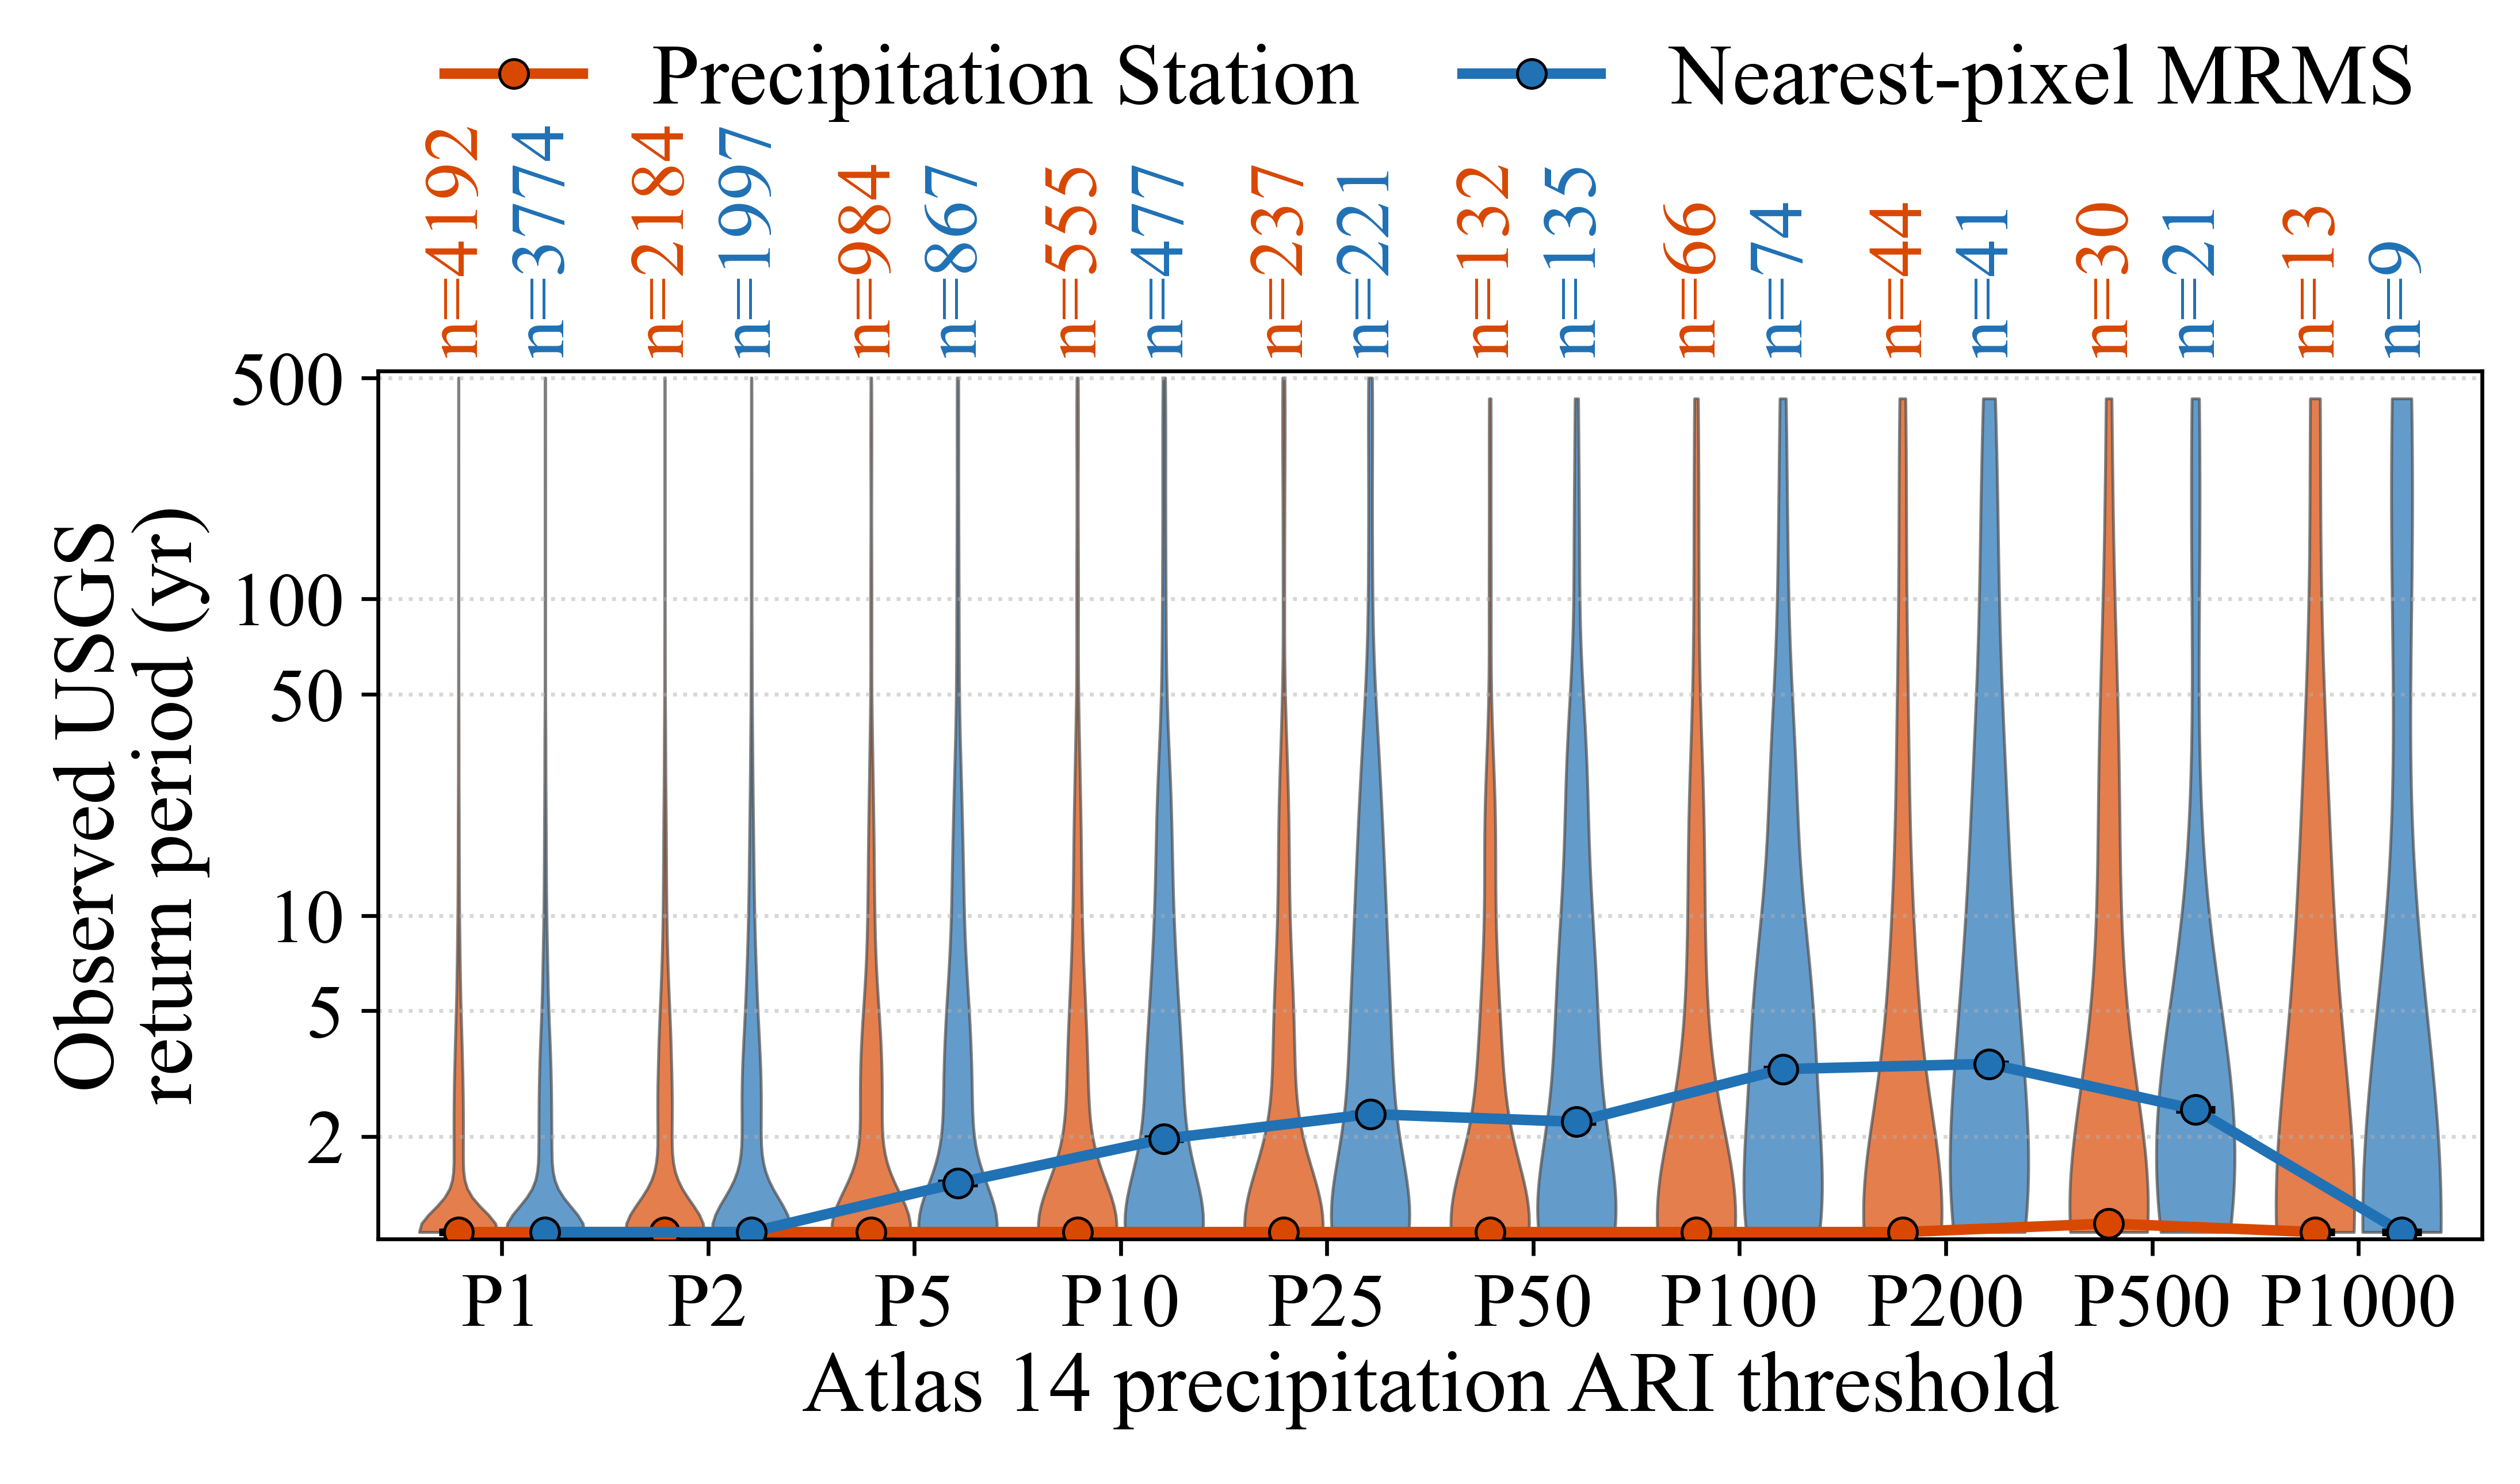 Precipitation Station
Nearest-pixel MRMS
n=4192
n=3774
n=2184
n=1997
n=984
n=867
n=555
n=477
n=237
n=221
n=132
n=135
n=66
n=74
n=44
n=41
n=30
n=21
n=13
n=9
Observed USGS
return period (yr)
500
100
50
10
5
2
P1
P2
P5
P10
P25
P50
P100
P200
P500
P1000
Atlas 14 precipitation ARI threshold